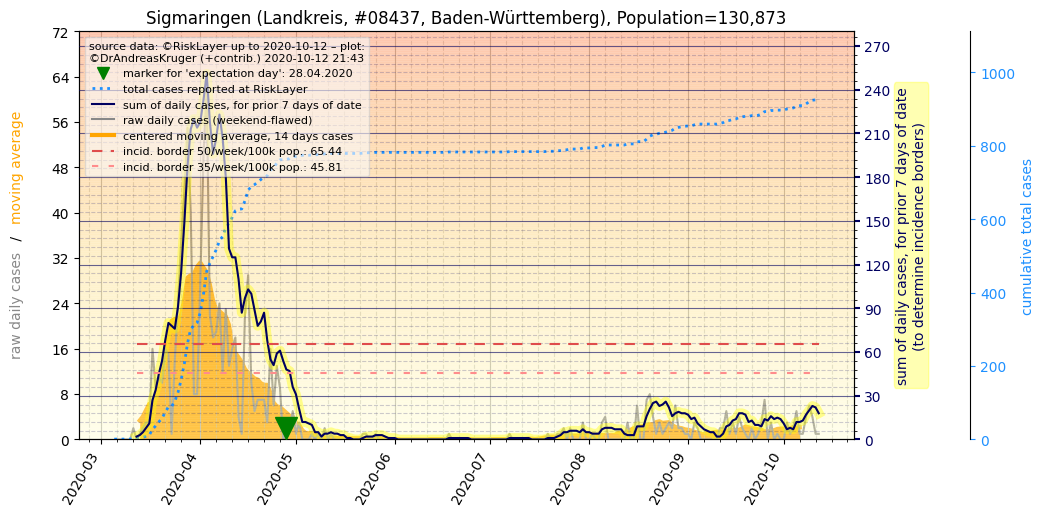 Sigmaringen (Landkreis, #08437, Baden-Württemberg), Population=130,873
source data: ©RiskLayer up to 2020-10-12 – plot:
©DrAndreasKruger (+contrib.) 2020-10-12 21:43
marker for 'expectation day': 28.04.2020
total cases reported at RiskLayer
sum of daily cases, for prior 7 days of date
raw daily cases (weekend-flawed)
centered moving average, 14 days cases
incid. border 50/week/100k pop.: 65.44
incid. border 35/week/100k pop.: 45.81
raw daily cases / moving average
72
64
56
48
40
32
24
16
8
0
2020-03
2020-04
2020-05
2020-06
2020-07
2020-08
2020-09
2020-10
270
240
210
180
150
120
90
60
30
0
sum of daily cases, for prior 7 days of date
(to determine incidence borders)
1000
800
600
400
200
0
cumulative total cases